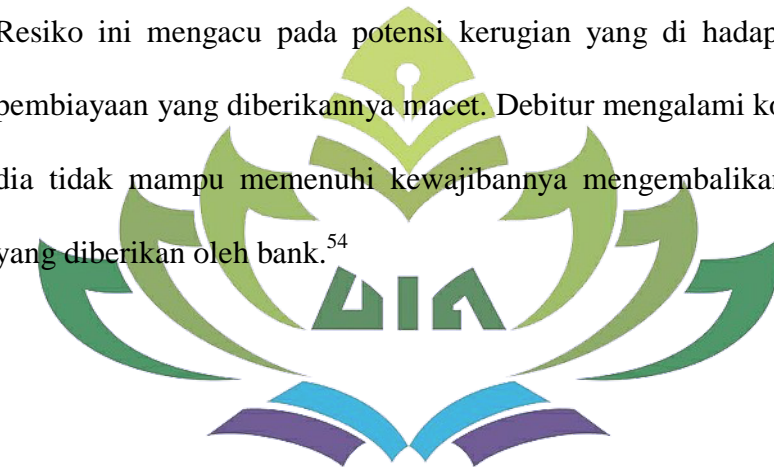 Resiko ini mengacu pada potensi kerugian yang di hadap
pembiayaan yang diberikannya macet. Debitur mengalami ko
dia tidak mampu memenuhi kewajibannya mengembalikan
yang diberikan oleh bank.54
UIN